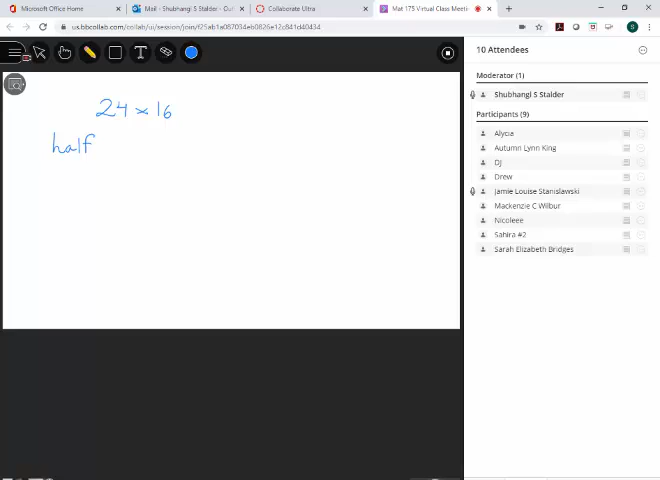 Microsoft Office Home
Mail - Shubhangi S Stalder - Out
Collaborate Ultra
Mat 175 Virtual Class Meeti
us.bbcollab.com/collab/ui/session/join/f25ab1a087034eb0826e12c841d40434
S
T
24 × 16
half
10 Attendees
Moderator (1)
Shubhangi S Stalder
Participants (9)
Alycia
Autumn Lynn King
DJ
Drew
Jamie Louise Stanislawski
Mackenzie C Wilbur
Nicoleee
Sahira #2
Sarah Elizabeth Bridges